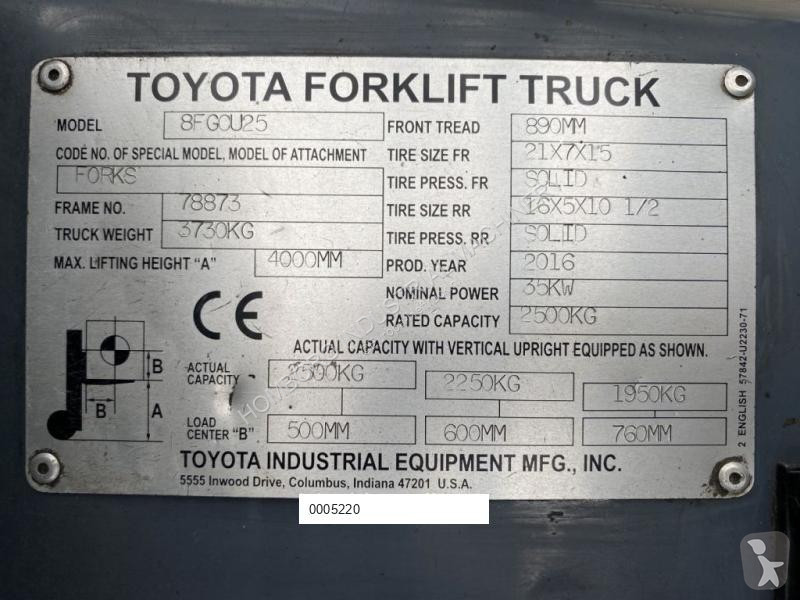 TOYOTA FORKLIFT TRUCK
MODEL 8FGCU25 FRONT TREAD 890MM
CODE NO. OF SPECIAL MODEL, MODEL OF ATTACHMENT TIRE SIZE FR 21X7X15
FORKS TIRE PRESS. FR SOLID
FRAME NO. 78873 TIRE SIZE RR 16X5X10 1/2
TRUCK WEIGHT 3730KG TIRE PRESS. RR SOLID
MAX. LIFTING HEIGHT “A” 4000MM PROD. YEAR 2016
NOMINAL POWER 35KW
RATED CAPACITY 2500KG
CE
ACTUAL CAPACITY WITH VERTICAL UPRIGHT EQUIPPED AS SHOWN.
B
B
A
ACTUAL
CAPACITY 2500KG 2250KG 1950KG
LOAD
CENTER “B” 500MM 600MM 760MM
TOYOTA INDUSTRIAL EQUIPMENT MFG., INC.
5555 Inwood Drive, Columbus, Indiana 47201 U.S.A.
2 ENGLISH 57842-U2230-71
0005220